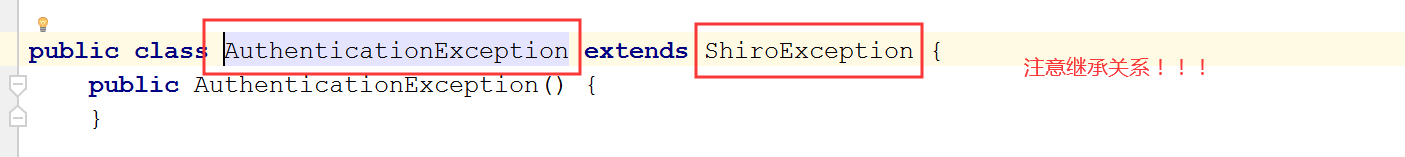 public class AuthenticationException extends ShiroException {
注意继承关系！！！
public AuthenticationException() {
}